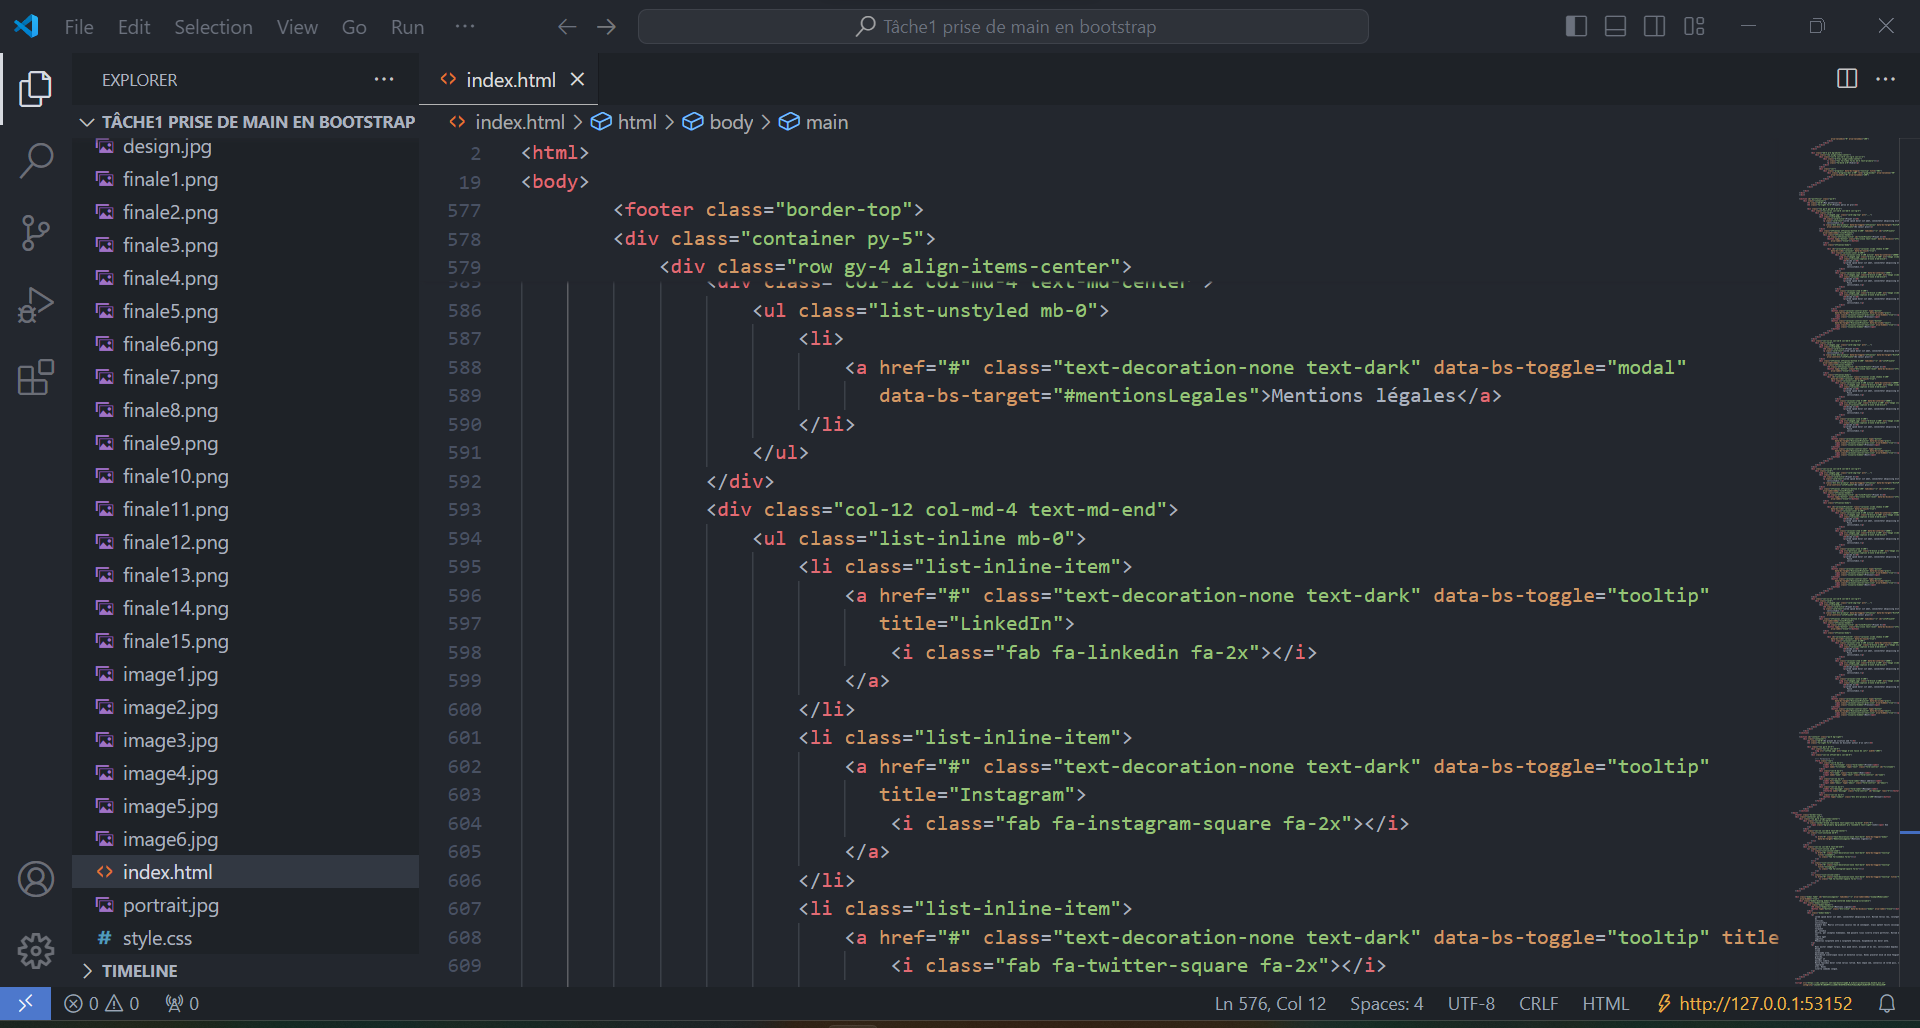 File Edit Selection View Go Run ··· Tâche1 prise de main en bootstrap
EXPLORER ···
TÂCHE1 PRISE DE MAIN EN BOOTSTRAP
design.jpg
finale1.png
finale2.png
finale3.png
finale4.png
finale5.png
finale6.png
finale7.png
finale8.png
finale9.png
finale10.png
finale11.png
finale12.png
finale13.png
finale14.png
finale15.png
image1.jpg
image2.jpg
image3.jpg
image4.jpg
image5.jpg
image6.jpg
index.html
portrait.jpg
style.css
TIMELINE
index.html
index.html > html > body > main
2 <html>
19 <body>
577 <footer class="border-top">
578 <div class="container py-5">
579 <div class="row gy-4 align-items-center">
585 <div class="col-12 col-md-4 text-md-center">
586 <ul class="list-unstyled mb-0">
587 <li>
588 <a href="#" class="text-decoration-none text-dark" data-bs-toggle="modal"
589 data-bs-target="#mentionsLegales">Mentions légales</a>
590 </li>
591 </ul>
592 </div>
593 <div class="col-12 col-md-4 text-md-end">
594 <ul class="list-inline mb-0">
595 <li class="list-inline-item">
596 <a href="#" class="text-decoration-none text-dark" data-bs-toggle="tooltip"
597 title="LinkedIn">
598 <i class="fab fa-linkedin fa-2x"></i>
599 </a>
600 </li>
601 <li class="list-inline-item">
602 <a href="#" class="text-decoration-none text-dark" data-bs-toggle="tooltip"
603 title="Instagram">
604 <i class="fab fa-instagram-square fa-2x"></i>
605 </a>
606 </li>
607 <li class="list-inline-item">
608 <a href="#" class="text-decoration-none text-dark" data-bs-toggle="tooltip" title
609 <i class="fab fa-twitter-square fa-2x"></i>
0 0 0 Ln 576, Col 12 Spaces: 4 UTF-8 CRLF HTML http://127.0.0.1:53152